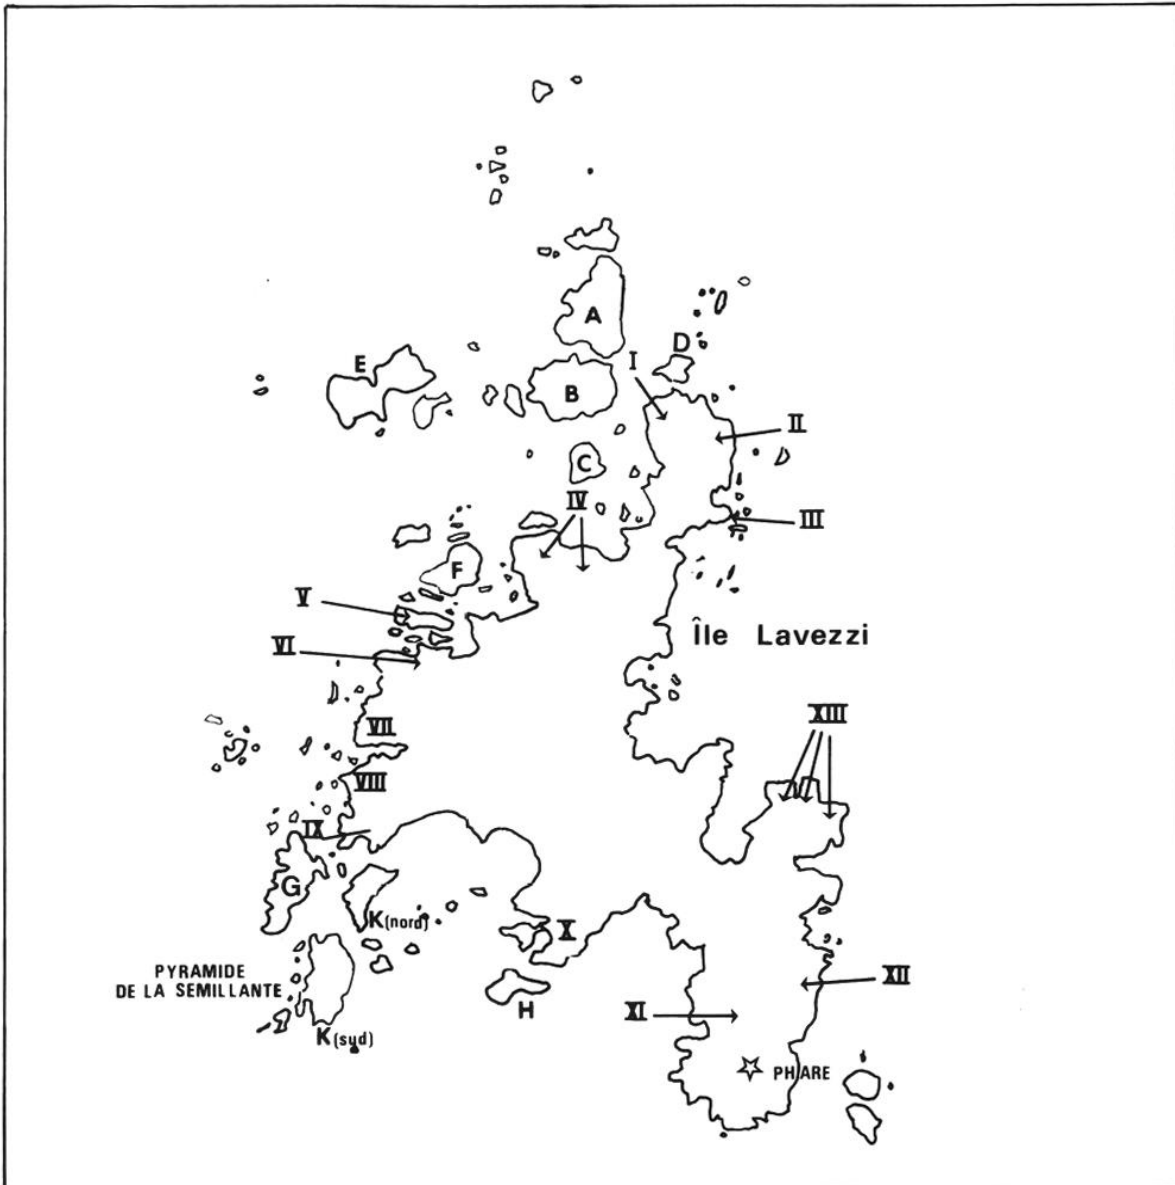 A
D
I
E
B
II
C
IV
III
F
V
Île Lavezzi
VI
XIII
VII
VIII
IX
G
K(nord)
X
PYRAMIDE
DE LA SEMILLANTE
XII
H
XI
K(sud)
PHARE